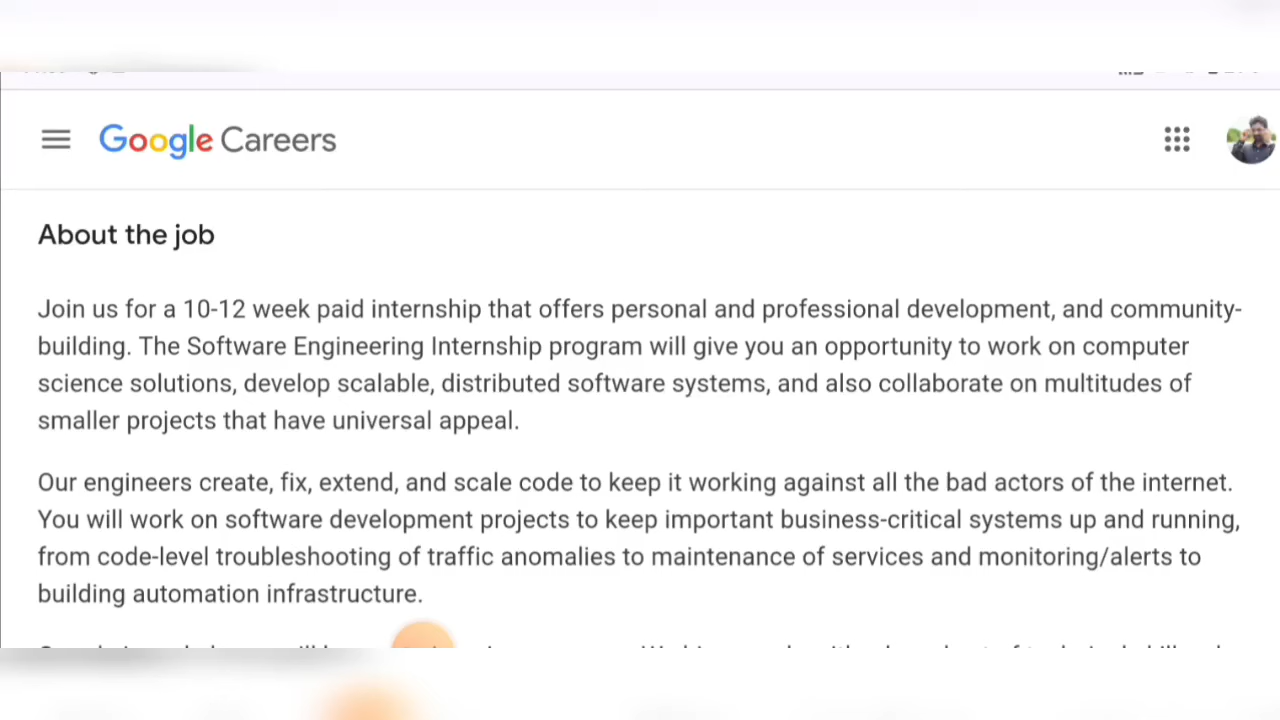 Google Careers
About the job
Join us for a 10-12 week paid internship that offers personal and professional development, and community-
building. The Software Engineering Internship program will give you an opportunity to work on computer
science solutions, develop scalable, distributed software systems, and also collaborate on multitudes of
smaller projects that have universal appeal.
Our engineers create, fix, extend, and scale code to keep it working against all the bad actors of the internet.
You will work on software development projects to keep important business-critical systems up and running,
from code-level troubleshooting of traffic anomalies to maintenance of services and monitoring/alerts to
building automation infrastructure.